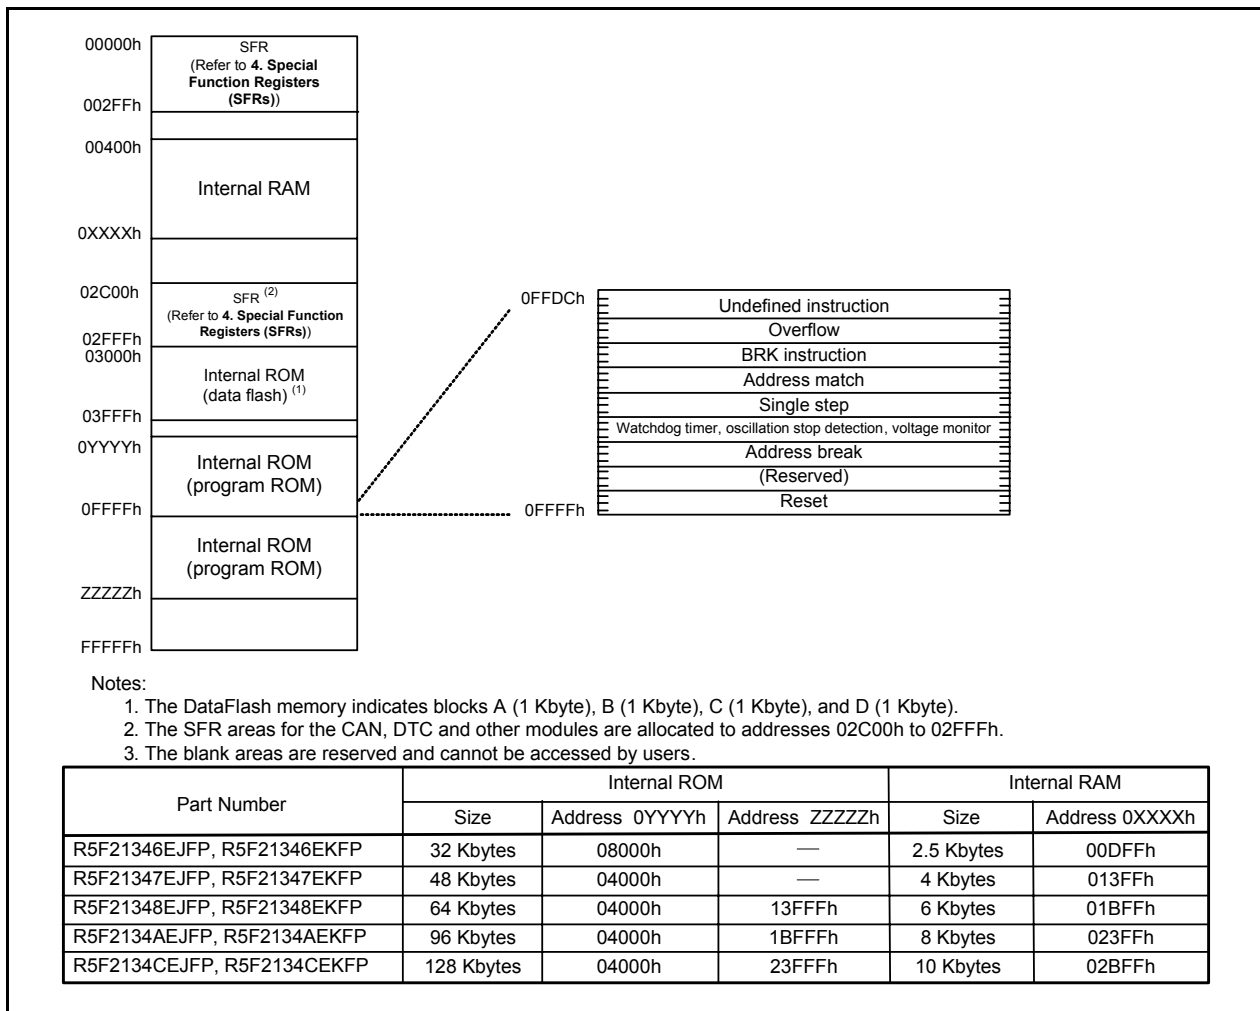 00000h
SFR
(Refer to 4. Special
Function Registers
(SFRs))
002FFh
00400h
Internal RAM
0XXXXh
02C00h
SFR (2)
(Refer to 4. Special Function
Registers (SFRs))
02FFFh
03000h
Internal ROM
(data flash) (1)
03FFFh
0YYYYh
Internal ROM
(program ROM)
0FFFFh
Internal ROM
(program ROM)
ZZZZZh
FFFFFh
0FFDCh
Undefined instruction
Overflow
BRK instruction
Address match
Single step
Watchdog timer, oscillation stop detection, voltage monitor
Address break
(Reserved)
Reset
0FFFFh
Notes:
1. The DataFlash memory indicates blocks A (1 Kbyte), B (1 Kbyte), C (1 Kbyte), and D (1 Kbyte).
2. The SFR areas for the CAN, DTC and other modules are allocated to addresses 02C00h to 02FFFh.
3. The blank areas are reserved and cannot be accessed by users.
Part Number Internal ROM Internal RAM
Size Address 0YYYYh Address ZZZZZh Size Address 0XXXXh
R5F21346EJFP, R5F21346EKFP 32 Kbytes 08000h — 2.5 Kbytes 00DFFh
R5F21347EJFP, R5F21347EKFP 48 Kbytes 04000h — 4 Kbytes 013FFh
R5F21348EJFP, R5F21348EKFP 64 Kbytes 04000h 13FFFh 6 Kbytes 01BFFh
R5F2134AEJFP, R5F2134AEKFP 96 Kbytes 04000h 1BFFFh 8 Kbytes 023FFh
R5F2134CEJFP, R5F2134CEKFP 128 Kbytes 04000h 23FFFh 10 Kbytes 02BFFh